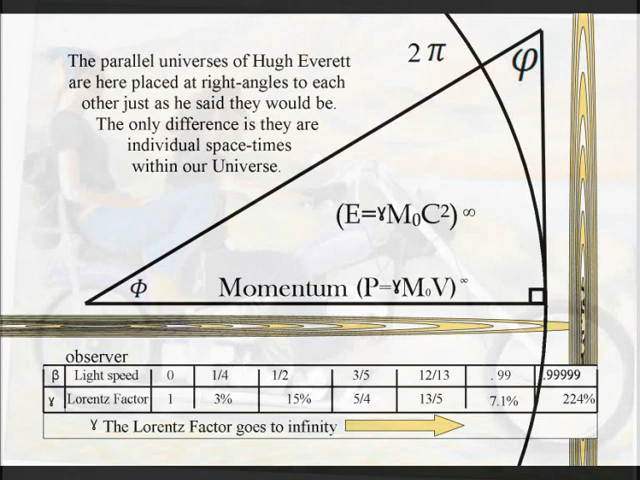 The parallel universes of Hugh Everett
are here placed at right-angles to each
other just as he said they would be.
The only difference is they are
individual space-times
within our Universe.
2 π
φ
(E=ɤM₀C²) ∞
Φ
Momentum (P=ɤM₀V) ∞
observer
β Light speed 0 1/4 1/2 3/5 12/13 . 99 .99999
ɤ Lorentz Factor 1 3% 15% 5/4 13/5 7.1% 224%
ɤ The Lorentz Factor goes to infinity